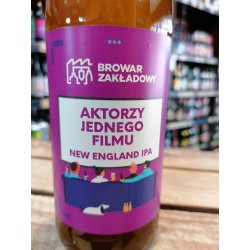 BROWAR
ZAKŁADOWY
AKTORZY
JEDNEGO
FILMU
NEW ENGLAND IPA